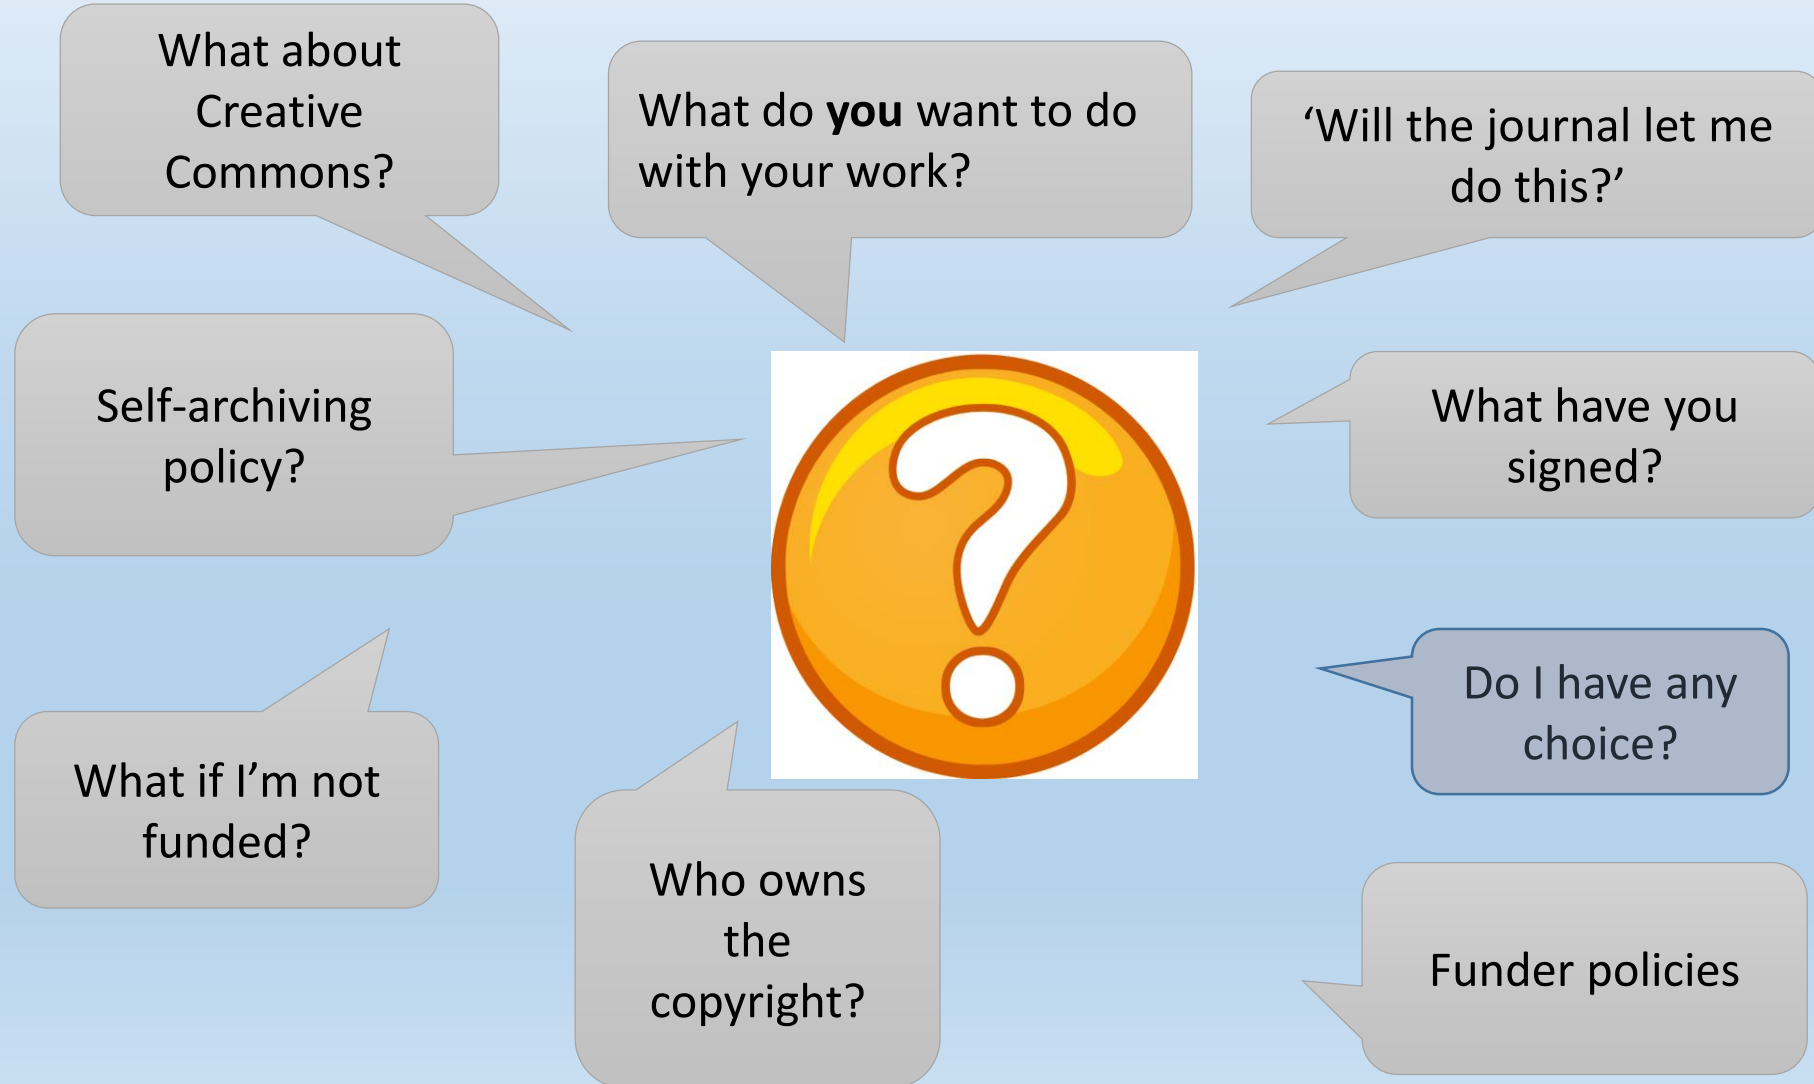 What about
Creative
Commons?
What do you want to do
with your work?
‘Will the journal let me
do this?’
Self-archiving
policy?
What have you
signed?
Do I have any
choice?
What if I’m not
funded?
Who owns
the
copyright?
Funder policies